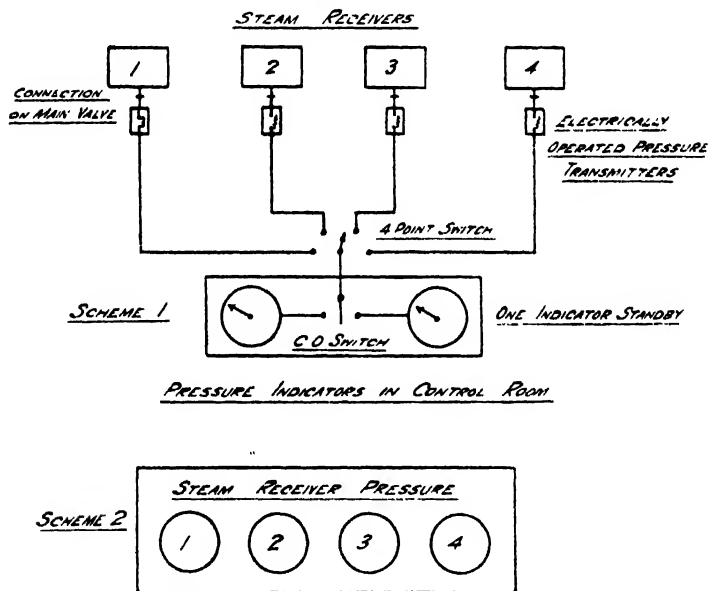 STEAM RECEIVERS
1 2 3 4
CONNECTION
ON MAIN VALVE
ELECTRICALLY
OPERATED PRESSURE
TRANSMITTERS
4 POINT SWITCH
SCHEME 1
C O SWITCH
ONE INDICATOR STANDBY
PRESSURE INDICATORS IN CONTROL ROOM
SCHEME 2
STEAM RECEIVER PRESSURE
1 2 3 4